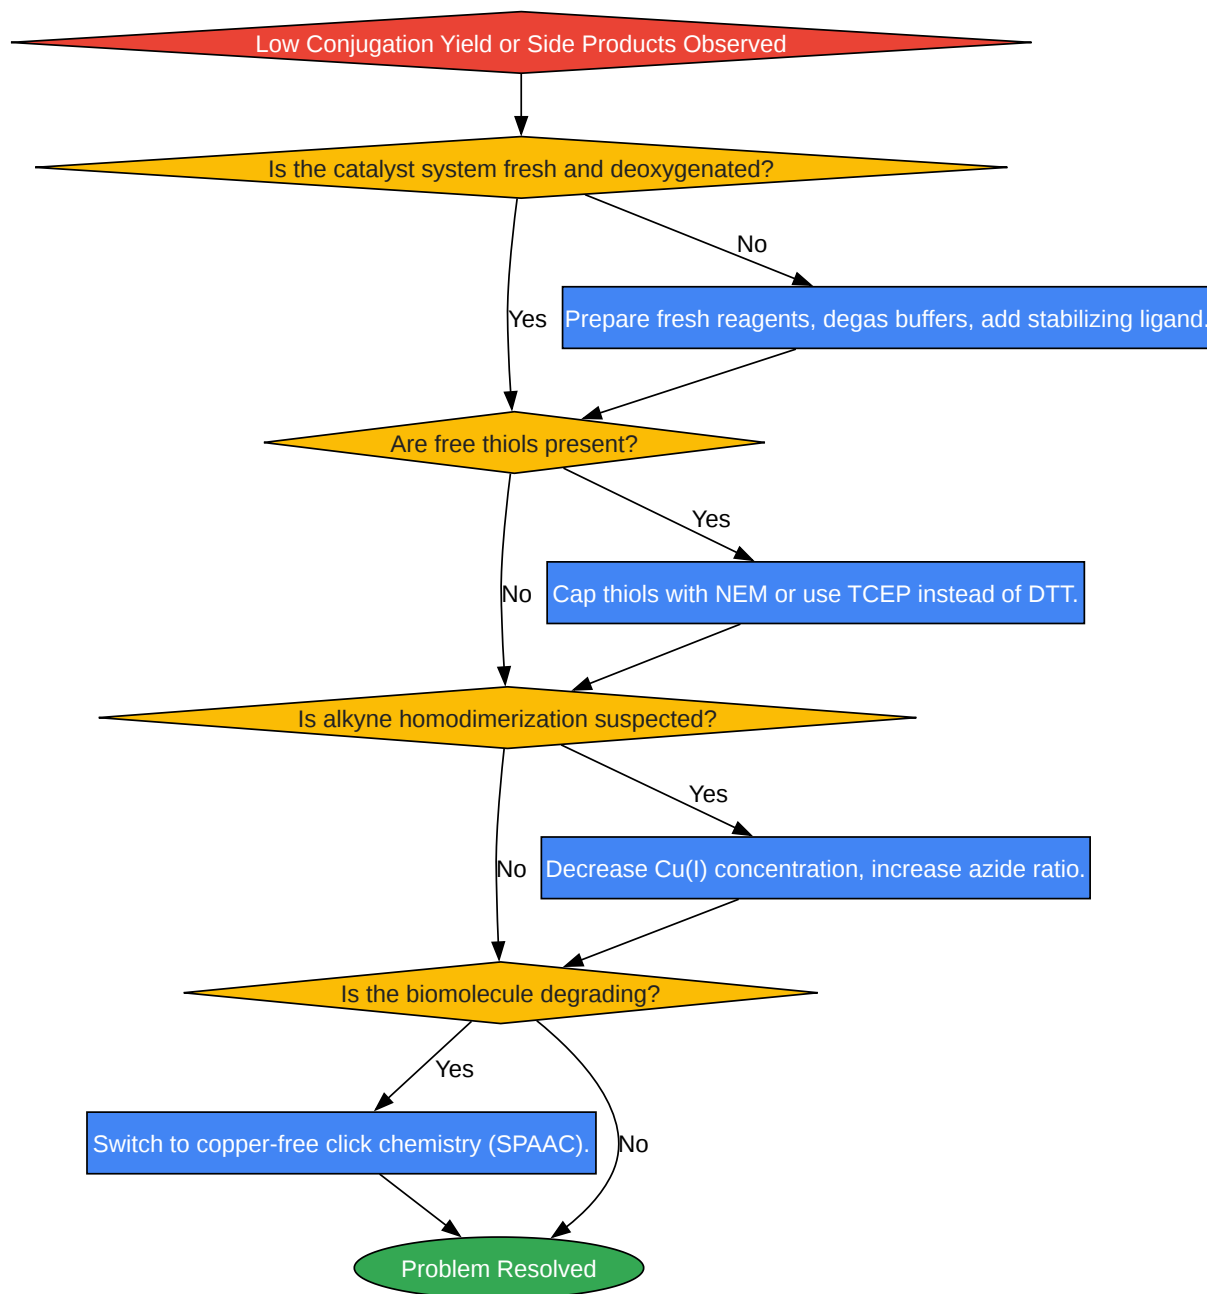 Low Conjugation Yield or Side Products Observed
Is the catalyst system fresh and deoxygenated?
No
Yes
Prepare fresh reagents, degas buffers, add stabilizing ligand.
Are free thiols present?
Yes
No
Cap thiols with NEM or use TCEP instead of DTT.
Is alkyne homodimerization suspected?
Yes
No
Decrease Cu(I) concentration, increase azide ratio.
Is the biomolecule degrading?
Yes
Switch to copper-free click chemistry (SPAAC).
No
Problem Resolved